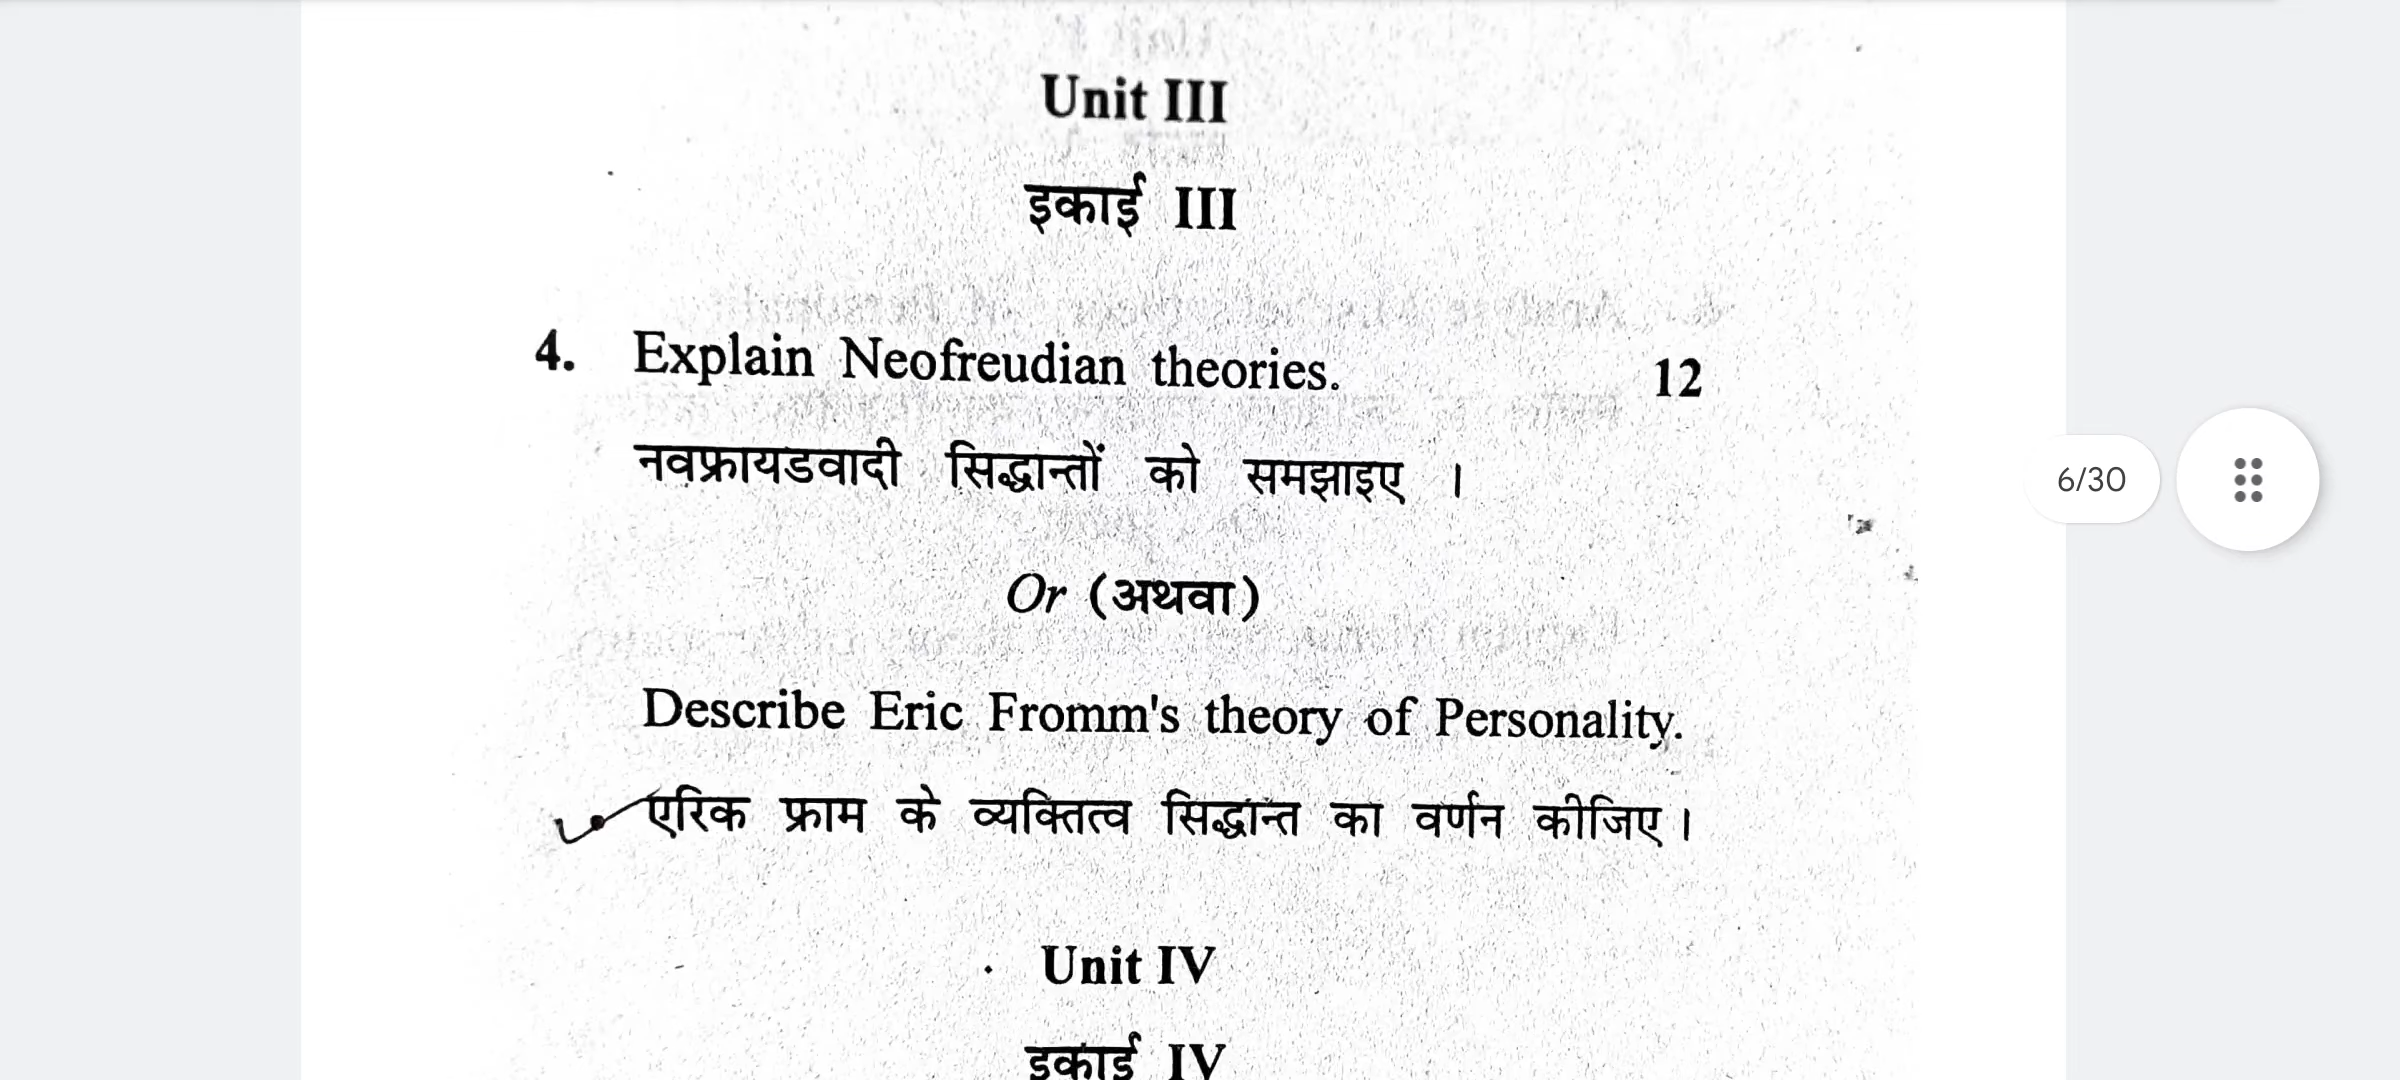 Unit III
इकाई III
4. Explain Neofreudian theories. 12
नवफ्रायडवादी सिद्धान्तों को समझाइए ।
Or (अथवा)
Describe Eric Fromm's theory of Personality.
एरिक फ्राम के व्यक्तित्व सिद्धान्त का वर्णन कीजिए ।
Unit IV
इकाई IV
6/30